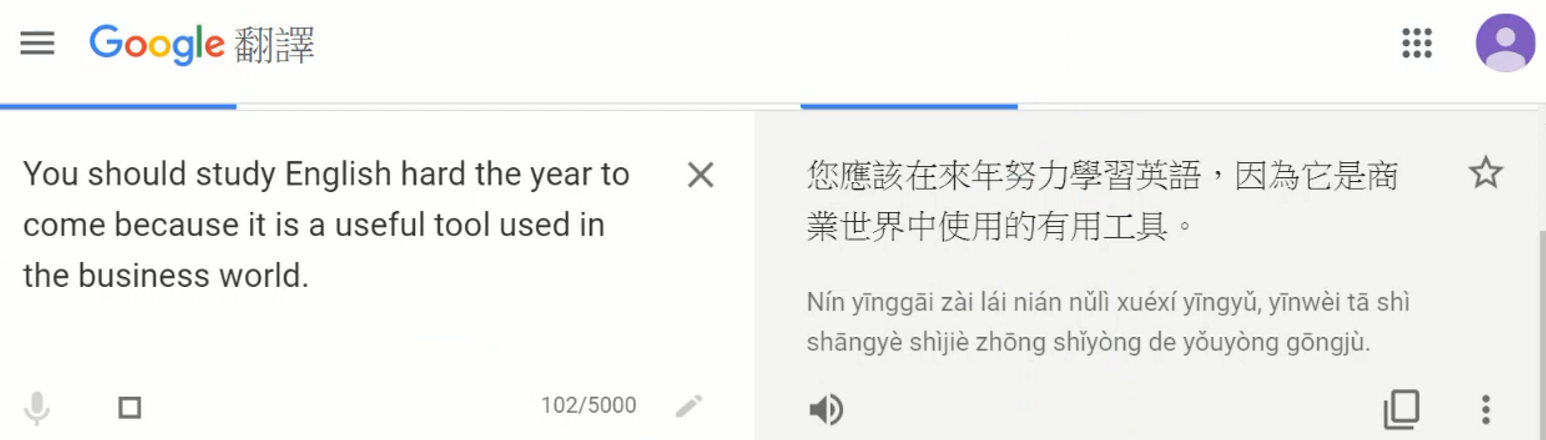 Google 翻譯
You should study English hard the year to
come because it is a useful tool used in
the business world.
102/5000
您應該在來年努力學習英語，因為它是商
業世界中使用的有用工具。
Nín yīnggāi zài lái nián nǔlì xuéxí yīngyǔ, yīnwèi tā shì
shāngyè shìjiè zhōng shǐyòng de yǒuyòng gōngjù.